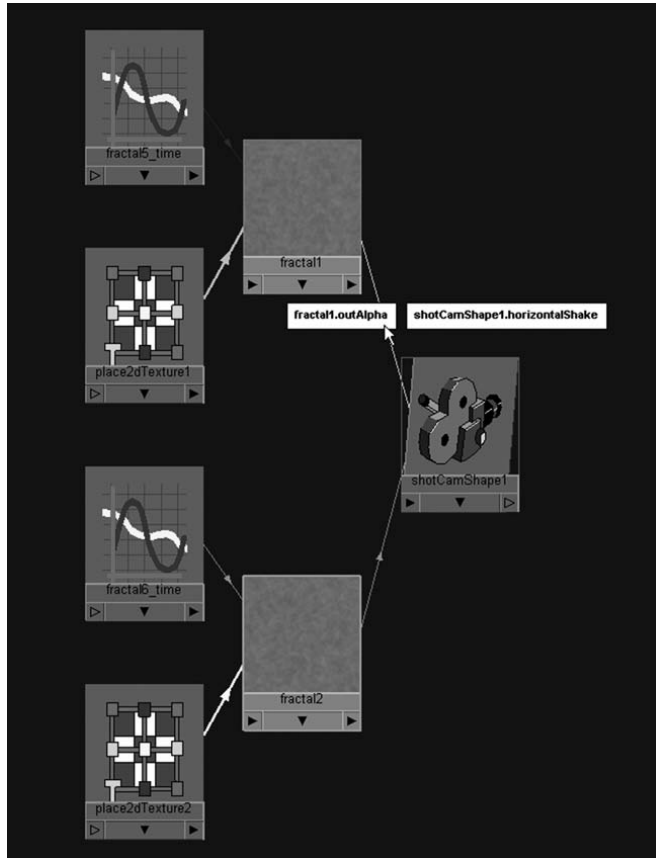 fractal5_time
fractal1
fractal1.outAlpha
shotCamShape1.horizontalShake
place2dTexture1
shotCamShape1
fractal6_time
fractal2
place2dTexture2